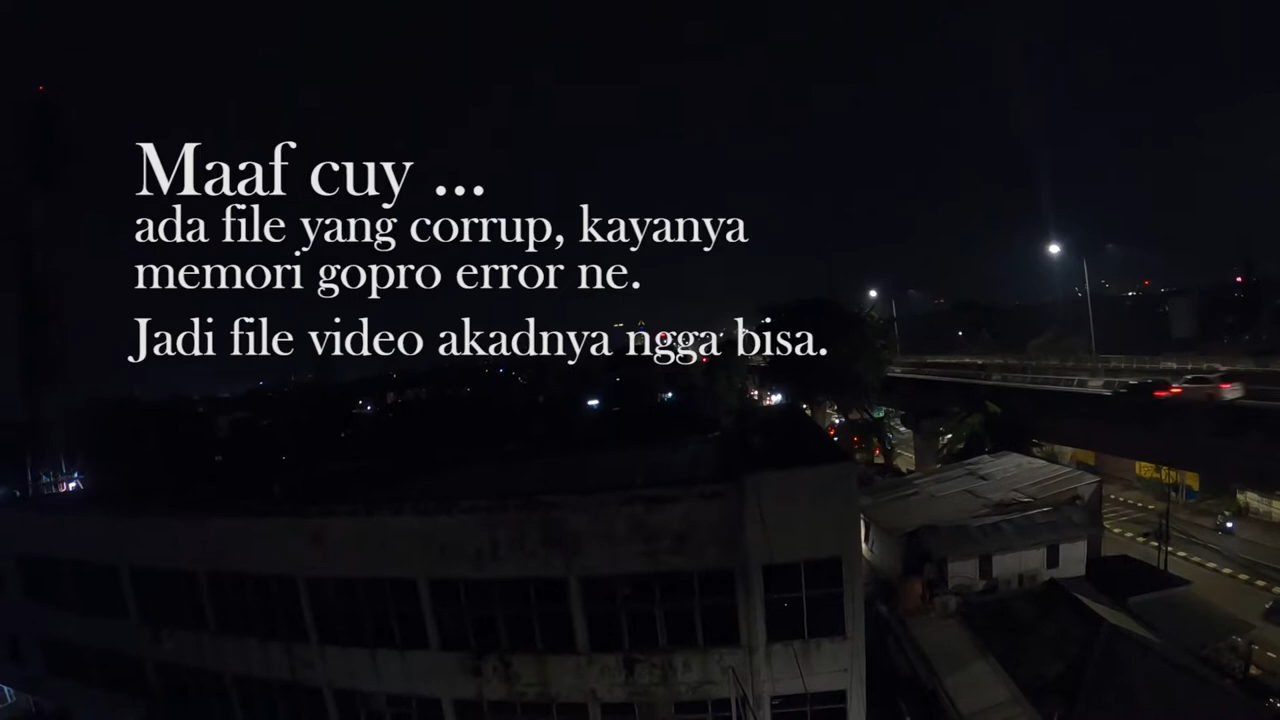 Maaf cuy ...
ada file yang corrup, kayanya
memori gopro error ne.
Jadi file video akadnya ngga bisa.